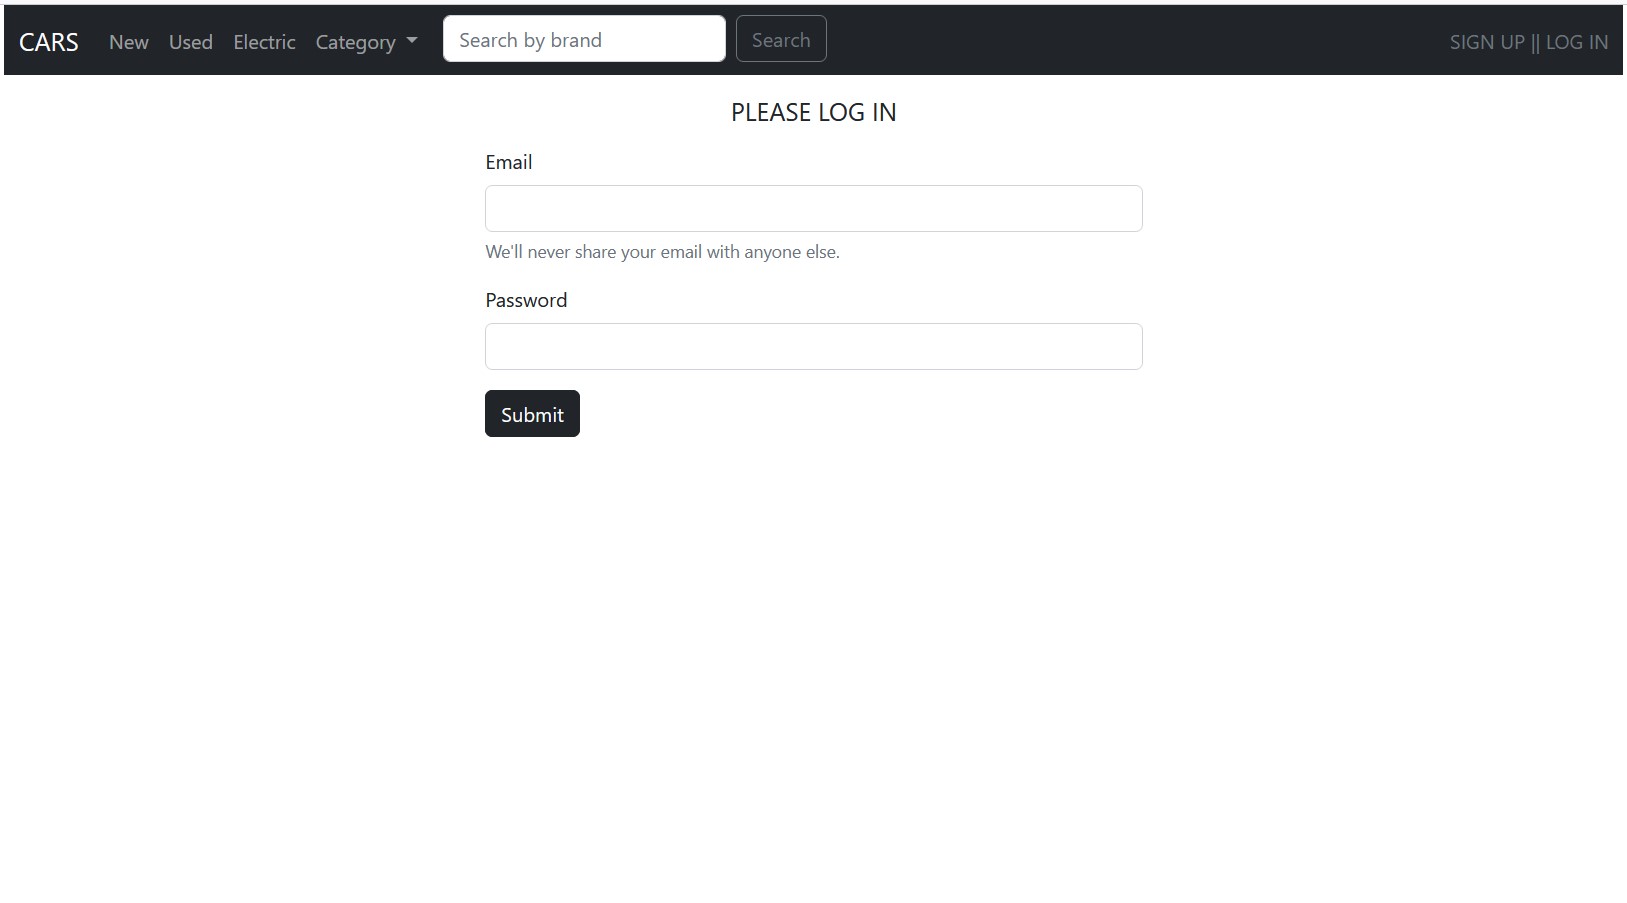 CARS New Used Electric Category Search by brand Search SIGN UP || LOG IN
PLEASE LOG IN
Email
We'll never share your email with anyone else.
Password
Submit